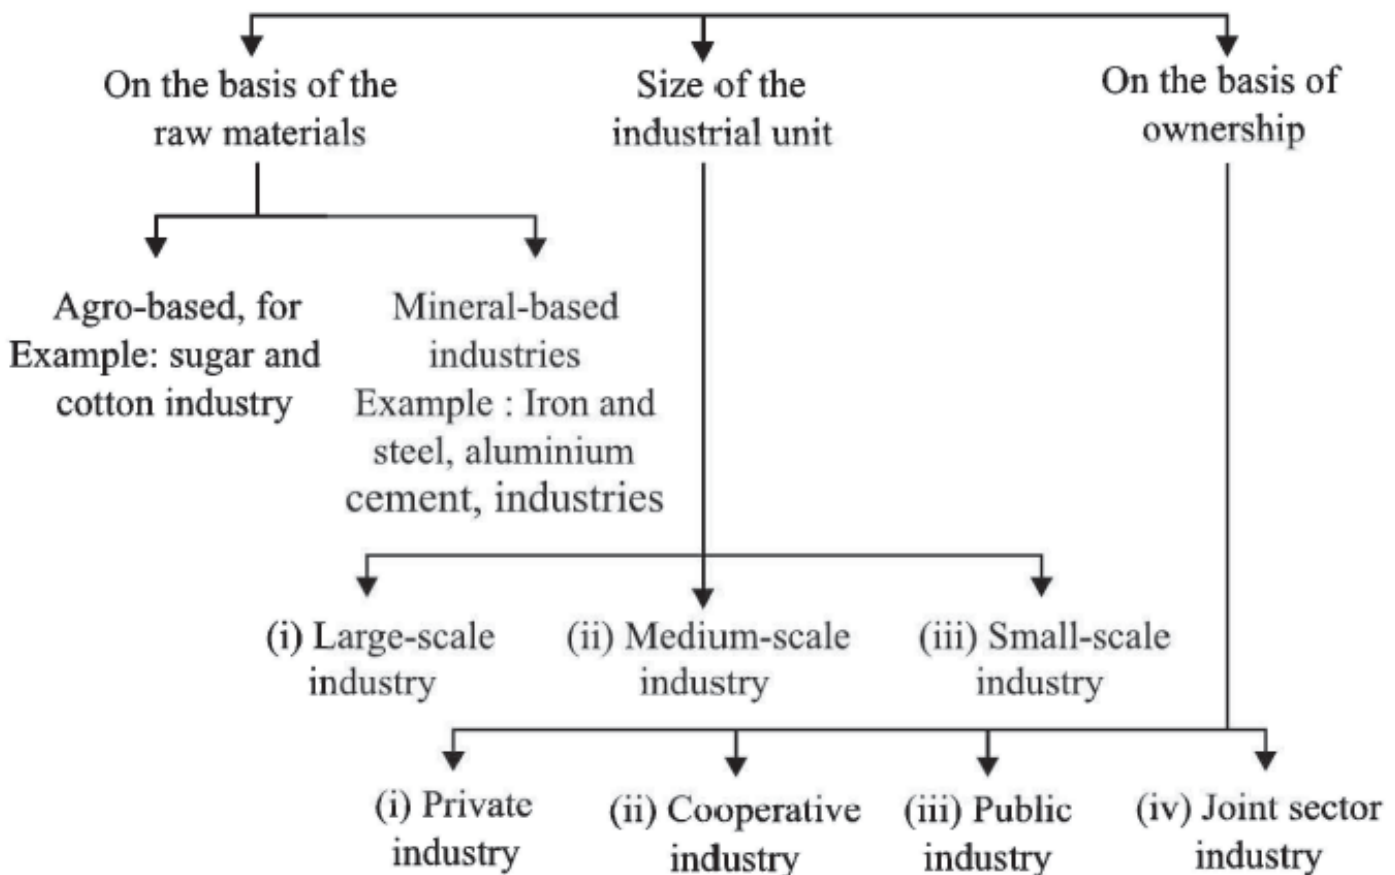 On the basis of the
raw materials
Size of the
industrial unit
On the basis of
ownership
Agro-based, for
Example: sugar and
cotton industry
Mineral-based
industries
Example : Iron and
steel, aluminium
cement, industries
(i) Large-scale
industry
(ii) Medium-scale
industry
(iii) Small-scale
industry
(i) Private
industry
(ii) Cooperative
industry
(iii) Public
industry
(iv) Joint sector
industry